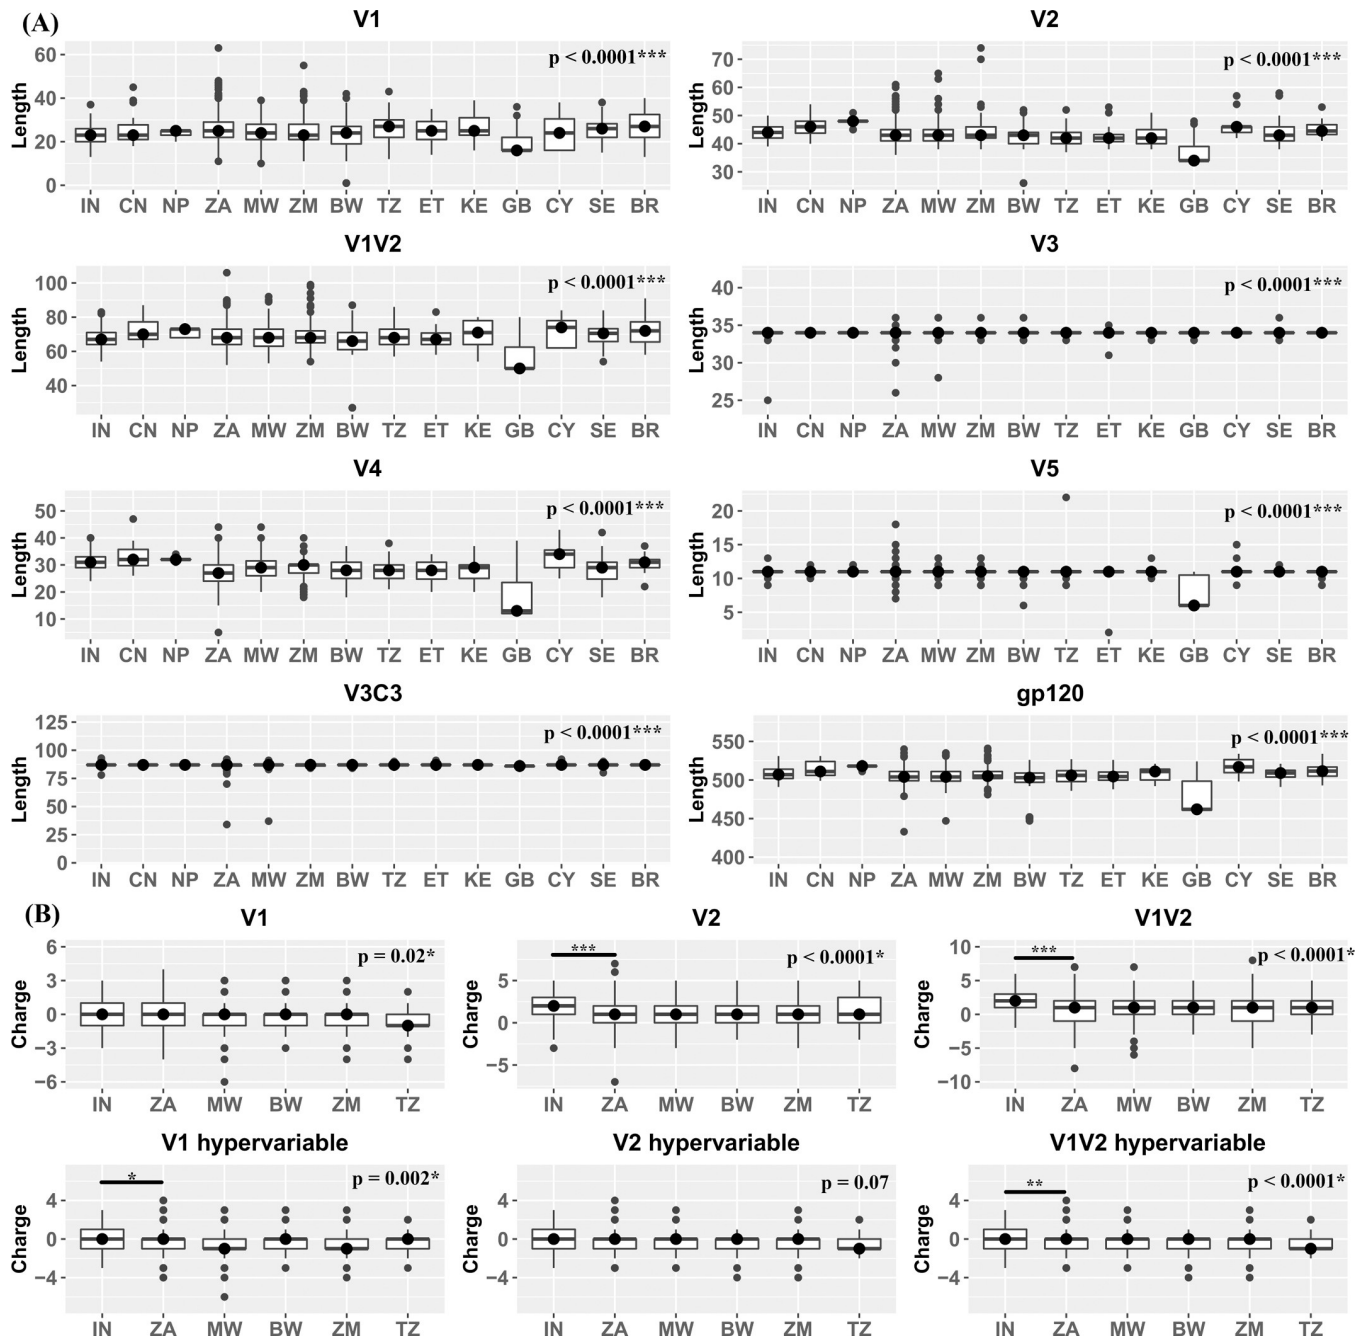 (A)
V1
V2
60
40
20
0
Length
p < 0.0001***
IN CN NP ZA MW ZM BW TZ ET KE GB CY SE BR
70
60
50
40
30
Length
p < 0.0001***
IN CN NP ZA MW ZM BW TZ ET KE GB CY SE BR
V1V2
V3
100
80
60
40
Length
p < 0.0001***
IN CN NP ZA MW ZM BW TZ ET KE GB CY SE BR
40
35
30
25
Length
p < 0.0001***
IN CN NP ZA MW ZM BW TZ ET KE GB CY SE BR
V4
V5
50
40
30
20
10
Length
p < 0.0001***
IN CN NP ZA MW ZM BW TZ ET KE GB CY SE BR
20
15
10
5
Length
p < 0.0001***
IN CN NP ZA MW ZM BW TZ ET KE GB CY SE BR
V3C3
gp120
125
100
75
50
25
0
Length
p < 0.0001***
IN CN NP ZA MW ZM BW TZ ET KE GB CY SE BR
550
500
450
400
Length
p < 0.0001***
IN CN NP ZA MW ZM BW TZ ET KE GB CY SE BR
(B)
V1
V2
V1V2
6
3
0
−3
−6
Charge
p = 0.02*
IN ZA MW BW ZM TZ
5
0
−5
Charge
***
p < 0.0001*
IN ZA MW BW ZM TZ
10
5
0
−5
−10
Charge
***
p < 0.0001*
IN ZA MW BW ZM TZ
V1 hypervariable
V2 hypervariable
V1V2 hypervariable
4
0
−4
Charge
*
p = 0.002*
IN ZA MW BW ZM TZ
4
0
−4
Charge
p = 0.07
IN ZA MW BW ZM TZ
4
0
−4
Charge
**
p < 0.0001*
IN ZA MW BW ZM TZ